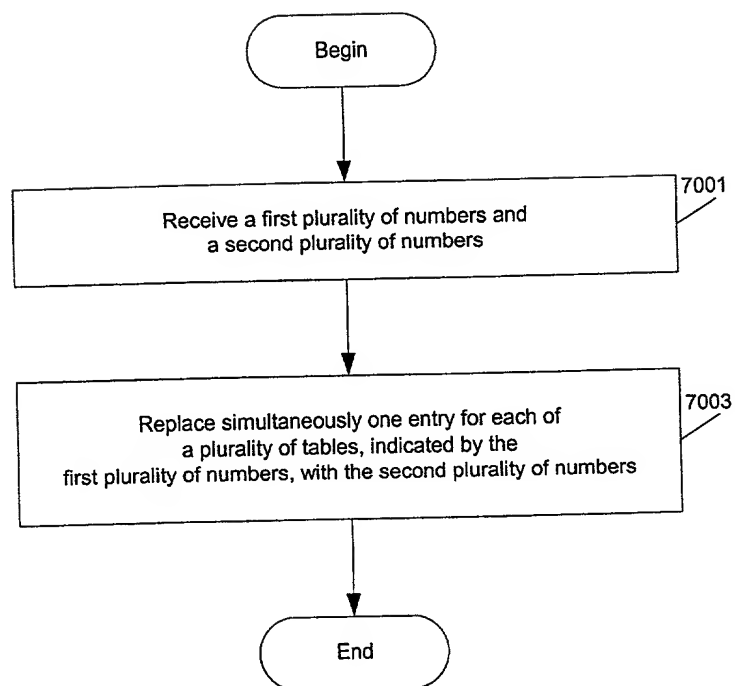 Begin
7001
Receive a first plurality of numbers and
a second plurality of numbers
7003
Replace simultaneously one entry for each of
a plurality of tables, indicated by the
first plurality of numbers, with the second plurality of numbers
End